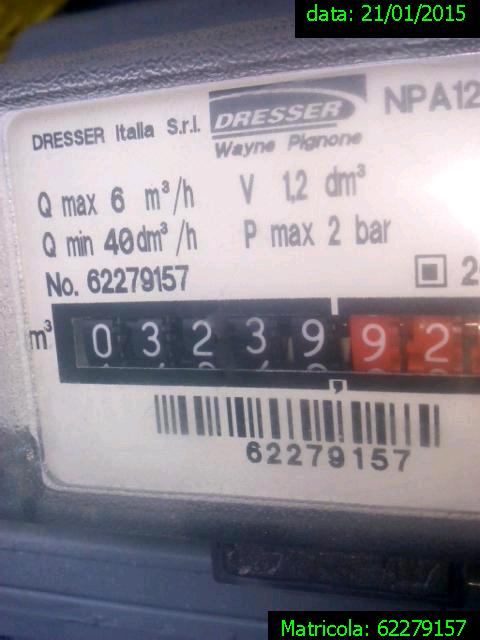 data: 21/01/2015
NPA12
DRESSER
DRESSER Italia S.r.l.
Wayne Pignone
Q max 6 m³/h V 1,2 dm³
Q min 40dm³/h P max 2 bar
No. 62279157
2
m³ 0 3 2 3 9 9 2
,
62279157
Matricola: 62279157